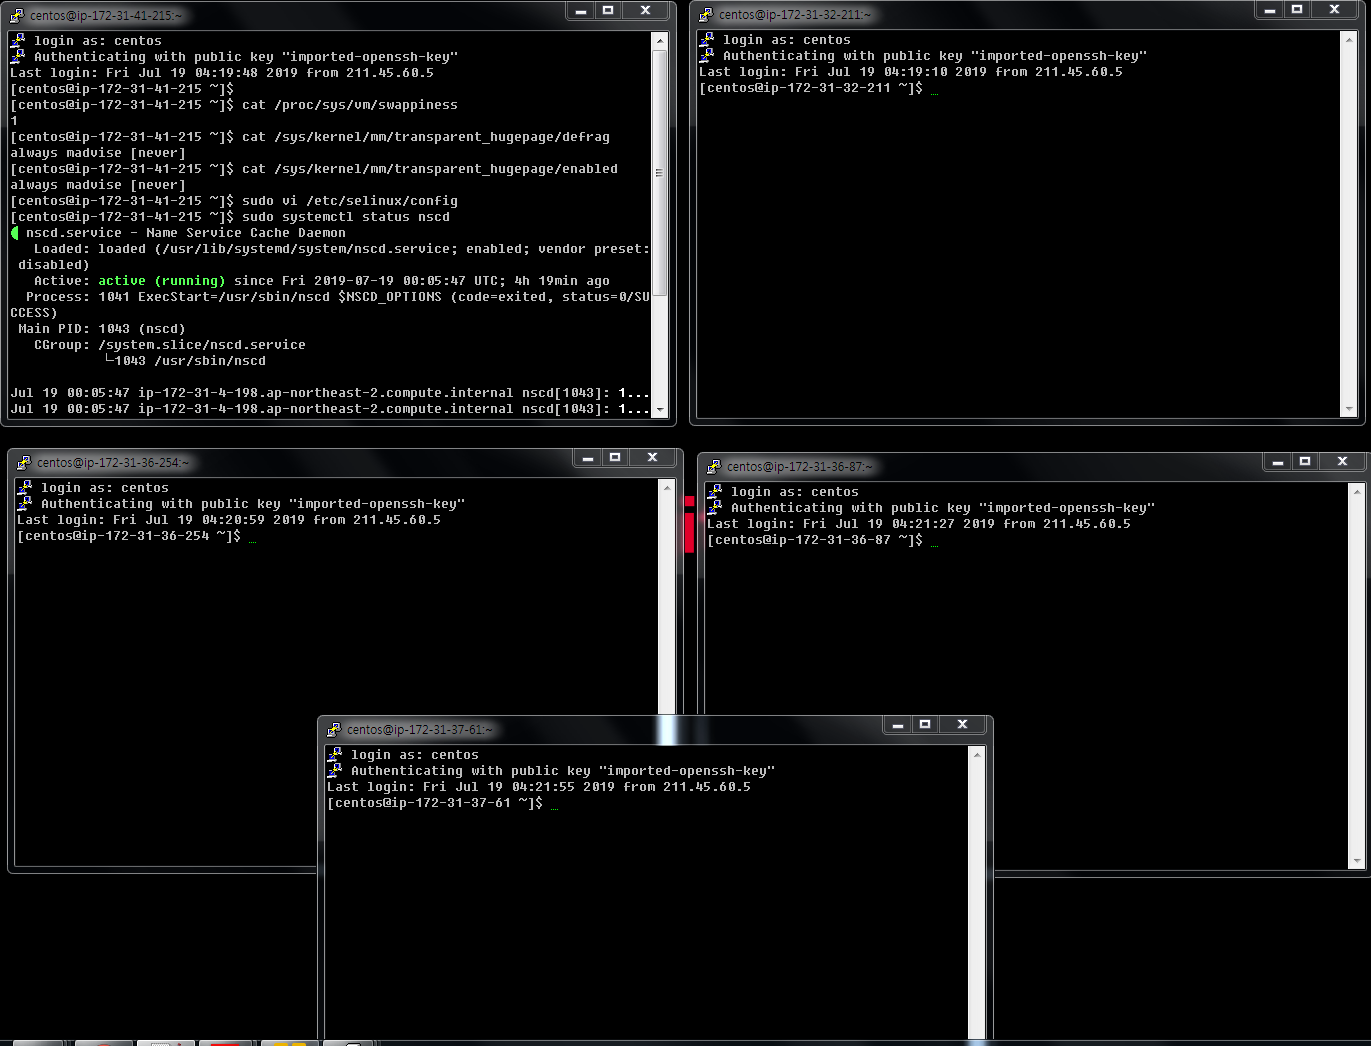 centos@ip-172-31-41-215:~
login as: centos
Authenticating with public key "imported-openssh-key"
Last login: Fri Jul 19 04:19:48 2019 from 211.45.60.5
[centos@ip-172-31-41-215 ~]$
[centos@ip-172-31-41-215 ~]$ cat /proc/sys/vm/swappiness
1
[centos@ip-172-31-41-215 ~]$ cat /sys/kernel/mm/transparent_hugepage/defrag
always madvise [never]
[centos@ip-172-31-41-215 ~]$ cat /sys/kernel/mm/transparent_hugepage/enabled
always madvise [never]
[centos@ip-172-31-41-215 ~]$ sudo vi /etc/selinux/config
[centos@ip-172-31-41-215 ~]$ sudo systemctl status nscd
nscd.service - Name Service Cache Daemon
Loaded: loaded (/usr/lib/systemd/system/nscd.service; enabled; vendor preset:
disabled)
Active: active (running) since Fri 2019-07-19 00:05:47 UTC; 4h 19min ago
Process: 1041 ExecStart=/usr/sbin/nscd $NSCD_OPTIONS (code=exited, status=0/SU
CCESS)
Main PID: 1043 (nscd)
CGroup: /system.slice/nscd.service
└─1043 /usr/sbin/nscd
Jul 19 00:05:47 ip-172-31-4-198.ap-northeast-2.compute.internal nscd[1043]: 1...
Jul 19 00:05:47 ip-172-31-4-198.ap-northeast-2.compute.internal nscd[1043]: 1...
centos@ip-172-31-32-211:~
login as: centos
Authenticating with public key "imported-openssh-key"
Last login: Fri Jul 19 04:19:10 2019 from 211.45.60.5
[centos@ip-172-31-32-211 ~]$
centos@ip-172-31-36-254:~
login as: centos
Authenticating with public key "imported-openssh-key"
Last login: Fri Jul 19 04:20:59 2019 from 211.45.60.5
[centos@ip-172-31-36-254 ~]$
centos@ip-172-31-36-87:~
login as: centos
Authenticating with public key "imported-openssh-key"
Last login: Fri Jul 19 04:21:27 2019 from 211.45.60.5
[centos@ip-172-31-36-87 ~]$
centos@ip-172-31-37-61:~
login as: centos
Authenticating with public key "imported-openssh-key"
Last login: Fri Jul 19 04:21:55 2019 from 211.45.60.5
[centos@ip-172-31-37-61 ~]$